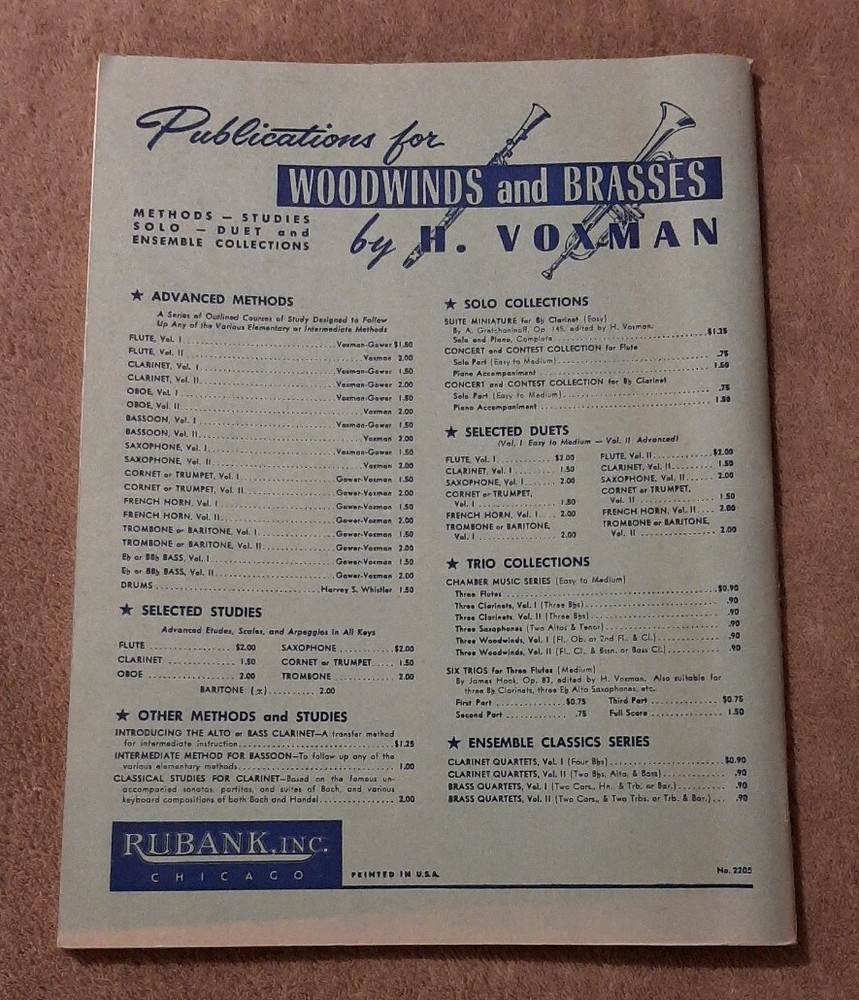 Publications for
WOODWINDS and BRASSES
METHODS — STUDIES
SOLO — DUET and
ENSEMBLE COLLECTIONS
by H. VOXMAN
★ ADVANCED METHODS
A Series of Outlined Courses of Study Designed to Follow
Up Any of the Various Elementary or Intermediate Methods
FLUTE, Vol. I ........ Voxman-Gower $1.50
FLUTE, Vol. II ........ Voxman 2.00
CLARINET, Vol. I ........ Voxman-Gower 1.50
CLARINET, Vol. II ........ Voxman-Gower 2.00
OBOE, Vol. I ........ Voxman-Gower 1.50
OBOE, Vol. II ........ Voxman 2.00
BASSOON, Vol. I ........ Voxman-Gower 1.50
BASSOON, Vol. II ........ Voxman 2.00
SAXOPHONE, Vol. I ........ Voxman-Gower 1.50
SAXOPHONE, Vol. II ........ Voxman 2.00
CORNET or TRUMPET, Vol. I ........ Gower-Voxman 1.50
CORNET or TRUMPET, Vol. II ........ Gower-Voxman 2.00
FRENCH HORN, Vol. I ........ Gower-Voxman 1.50
FRENCH HORN, Vol. II ........ Gower-Voxman 2.00
TROMBONE or BARITONE, Vol. I ........ Gower-Voxman 1.50
TROMBONE or BARITONE, Vol. II ........ Gower-Voxman 2.00
E♭ or BB♭ BASS, Vol. I ........ Gower-Voxman 1.50
E♭ or BB♭ BASS, Vol. II ........ Gower-Voxman 2.00
DRUMS ........ Harvey S. Whistler 1.50
★ SELECTED STUDIES
Advanced Etudes, Scales, and Arpeggios in All Keys
FLUTE ........ $2.00 SAXOPHONE ........ $2.00
CLARINET ........ 1.50 CORNET or TRUMPET ........ 1.50
OBOE ........ 2.00 TROMBONE ........ 2.00
BARITONE ........ 2.00
★ OTHER METHODS and STUDIES
INTRODUCING THE ALTO or BASS CLARINET—A transfer method
for intermediate instruction ........ $1.25
INTERMEDIATE METHOD FOR BASSOON—To follow up any of the
various elementary methods ........ 1.00
CLASSICAL STUDIES FOR CLARINET—Based on the famous un-
accompanied sonatas, partitas, and suites of Bach, and various
keyboard compositions of both Bach and Handel ........ 2.00
★ SOLO COLLECTIONS
SUITE MINIATURE for B♭ Clarinet (Easy)
By A. Gretchaninoff, Op. 145, edited by H. Voxman.
Solo and Piano, Complete ........ $1.25
CONCERT and CONTEST COLLECTION for Flute
Solo Part (Easy to Medium) ........ .75
Piano Accompaniment ........ 1.50
CONCERT and CONTEST COLLECTION for B♭ Clarinet
Solo Part (Easy to Medium) ........ .75
Piano Accompaniment ........ 1.50
★ SELECTED DUETS
(Vol. I Easy to Medium — Vol. II Advanced)
FLUTE, Vol. I ........ $2.00 FLUTE, Vol. II ........ $2.00
CLARINET, Vol. I ........ 1.50 CLARINET, Vol. II ........ 1.50
SAXOPHONE, Vol. I ........ 2.00 SAXOPHONE, Vol. II ........ 2.00
CORNET or TRUMPET, CORNET or TRUMPET,
Vol. I ........ 1.50 Vol. II ........ 1.50
FRENCH HORN, Vol. I ........ 2.00 FRENCH HORN, Vol. II ........ 2.00
TROMBONE or BARITONE, TROMBONE or BARITONE,
Vol. I ........ 2.00 Vol. II ........ 2.00
★ TRIO COLLECTIONS
CHAMBER MUSIC SERIES (Easy to Medium)
Three Flutes ........ $0.90
Three Clarinets, Vol. I (Three B♭s) ........ .90
Three Clarinets, Vol. II (Three B♭s) ........ .90
Three Saxophones (Two Altos & Tenor) ........ .90
Three Woodwinds, Vol. I (Fl., Ob. or 2nd Fl. & Cl.) ........ .90
Three Woodwinds, Vol. II (Fl., Cl., & Bssn. or Bass Cl.) ........ .90
SIX TRIOS for Three Flutes (Medium)
By James Hook, Op. 83, edited by H. Voxman. Also suitable for
three B♭ Clarinets, three E♭ Alto Saxophones, etc.
First Part ........ $0.75 Third Part ........ $0.75
Second Part ........ .75 Full Score ........ 1.50
★ ENSEMBLE CLASSICS SERIES
CLARINET QUARTETS, Vol. I (Four B♭s) ........ $0.90
CLARINET QUARTETS, Vol. II (Two B♭s, Alto, & Bass) ........ .90
BRASS QUARTETS, Vol. I (Two Cors., Hn., & Trb. or Bar.) ........ .90
BRASS QUARTETS, Vol. II (Two Cors., & Two Trbs. or Trb. & Bar.) ... .90
RUBANK, INC.
CHICAGO
PRINTED IN U.S.A.
No. 2205